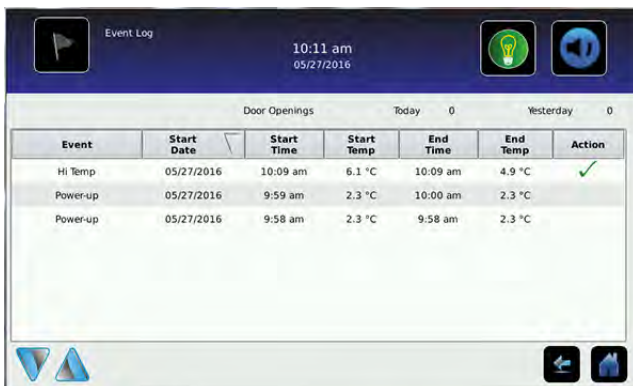 Event Log
10:11 am
05/27/2016
Door Openings Today 0 Yesterday 0
Event Start Date Start Time Start Temp End Time End Temp Action
Hi Temp 05/27/2016 10:09 am 6.1 °C 10:09 am 4.9 °C ✓
Power-up 05/27/2016 9:59 am 2.3 °C 10:00 am 2.3 °C
Power-up 05/27/2016 9:58 am 2.3 °C 9:58 am 2.3 °C